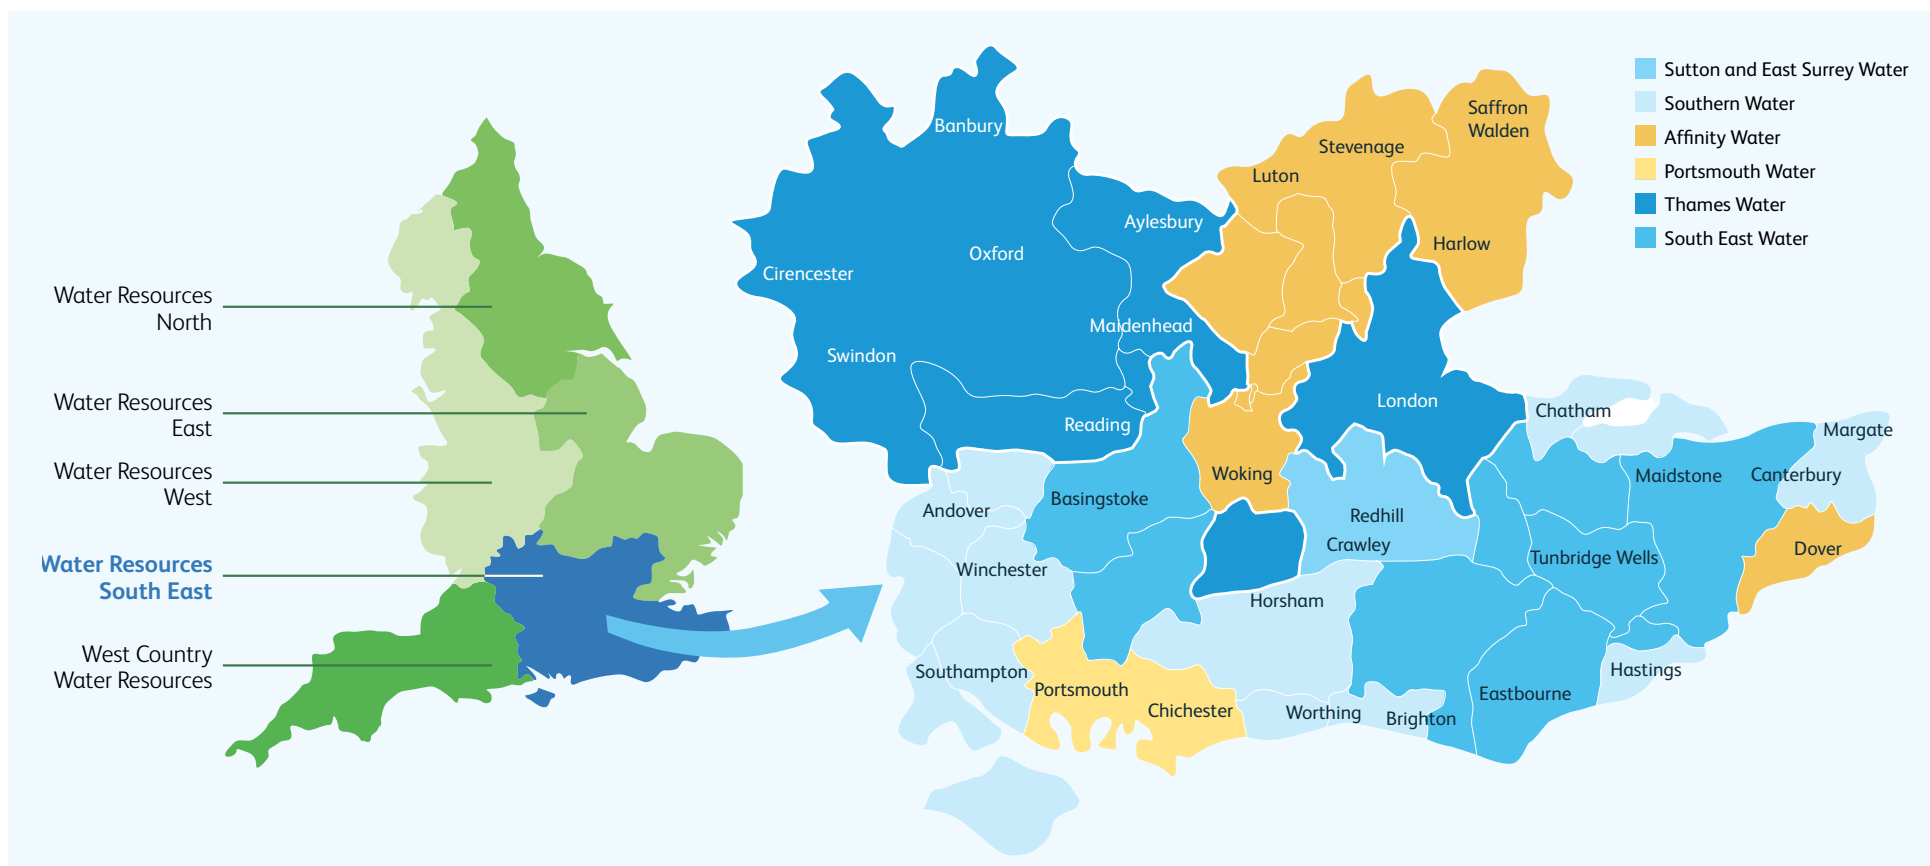 Water Resources
North
Water Resources
East
Water Resources
West
Water Resources
South East
West Country
Water Resources
Sutton and East Surrey Water
Southern Water
Affinity Water
Portsmouth Water
Thames Water
South East Water
Banbury
Saffron
Walden
Stevenage
Luton
Aylesbury
Harlow
Oxford
Cirencester
Maidenhead
Swindon
London
Chatham
Reading
Margate
Woking
Maidstone
Canterbury
Basingstoke
Andover
Redhill
Crawley
Dover
Tunbridge Wells
Winchester
Horsham
Southampton
Hastings
Portsmouth
Eastbourne
Chichester
Worthing
Brighton